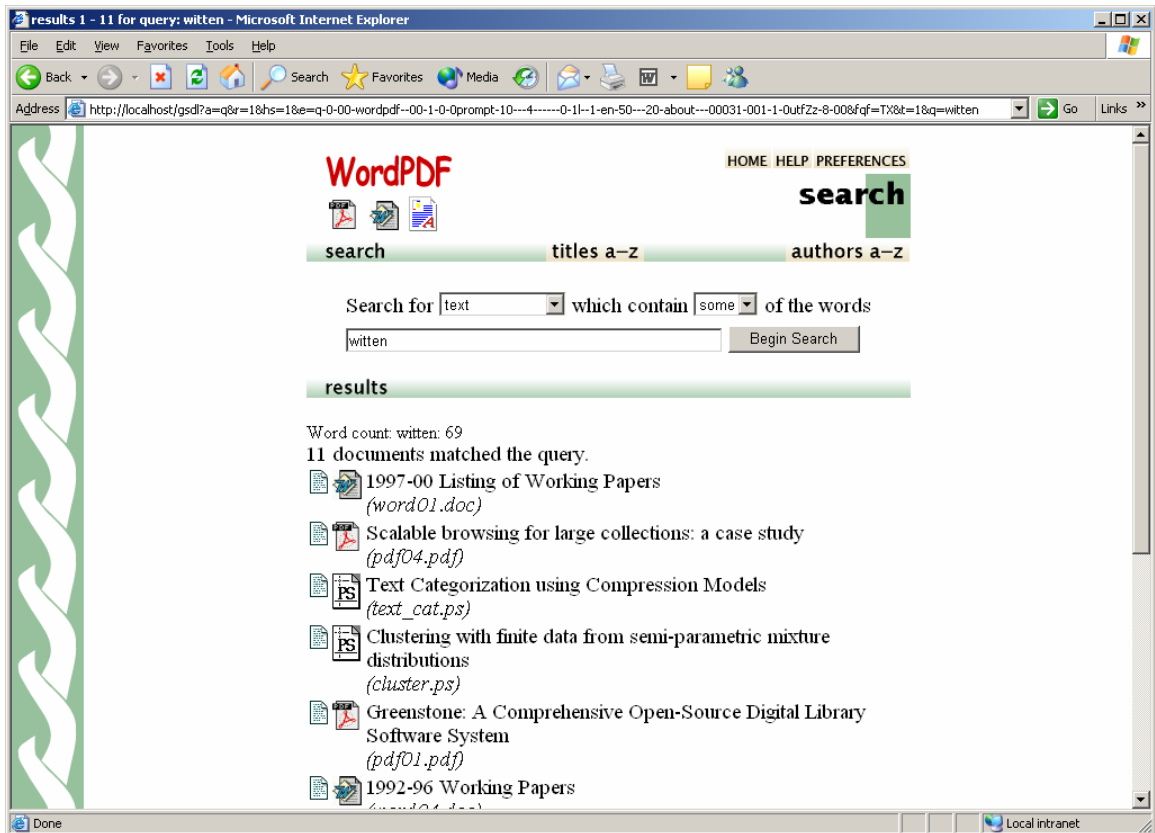 results 1 - 11 for query: witten - Microsoft Internet Explorer
File Edit View Favorites Tools Help
Back Search Favorites Media
Address http://localhost/gsdl?a=q&r=1&hs=1&e=q-0-00-wordpdf--00-1-0-0prompt-10---4------0-1l--1-en-50---20-about---00031-001-1-0utfZz-8-00&fqf=TX&t=1&q=witten Go Links »
WordPDF
HOME HELP PREFERENCES
search
search titles a–z authors a–z
Search for text which contain some of the words
witten Begin Search
results
Word count: witten: 69
11 documents matched the query.
1997-00 Listing of Working Papers
(word01.doc)
PDF Scalable browsing for large collections: a case study
(pdf04.pdf)
PS Text Categorization using Compression Models
(text_cat.ps)
PS Clustering with finite data from semi-parametric mixture
distributions
(cluster.ps)
PDF Greenstone: A Comprehensive Open-Source Digital Library
Software System
(pdf01.pdf)
1992-96 Working Papers
Done Local intranet